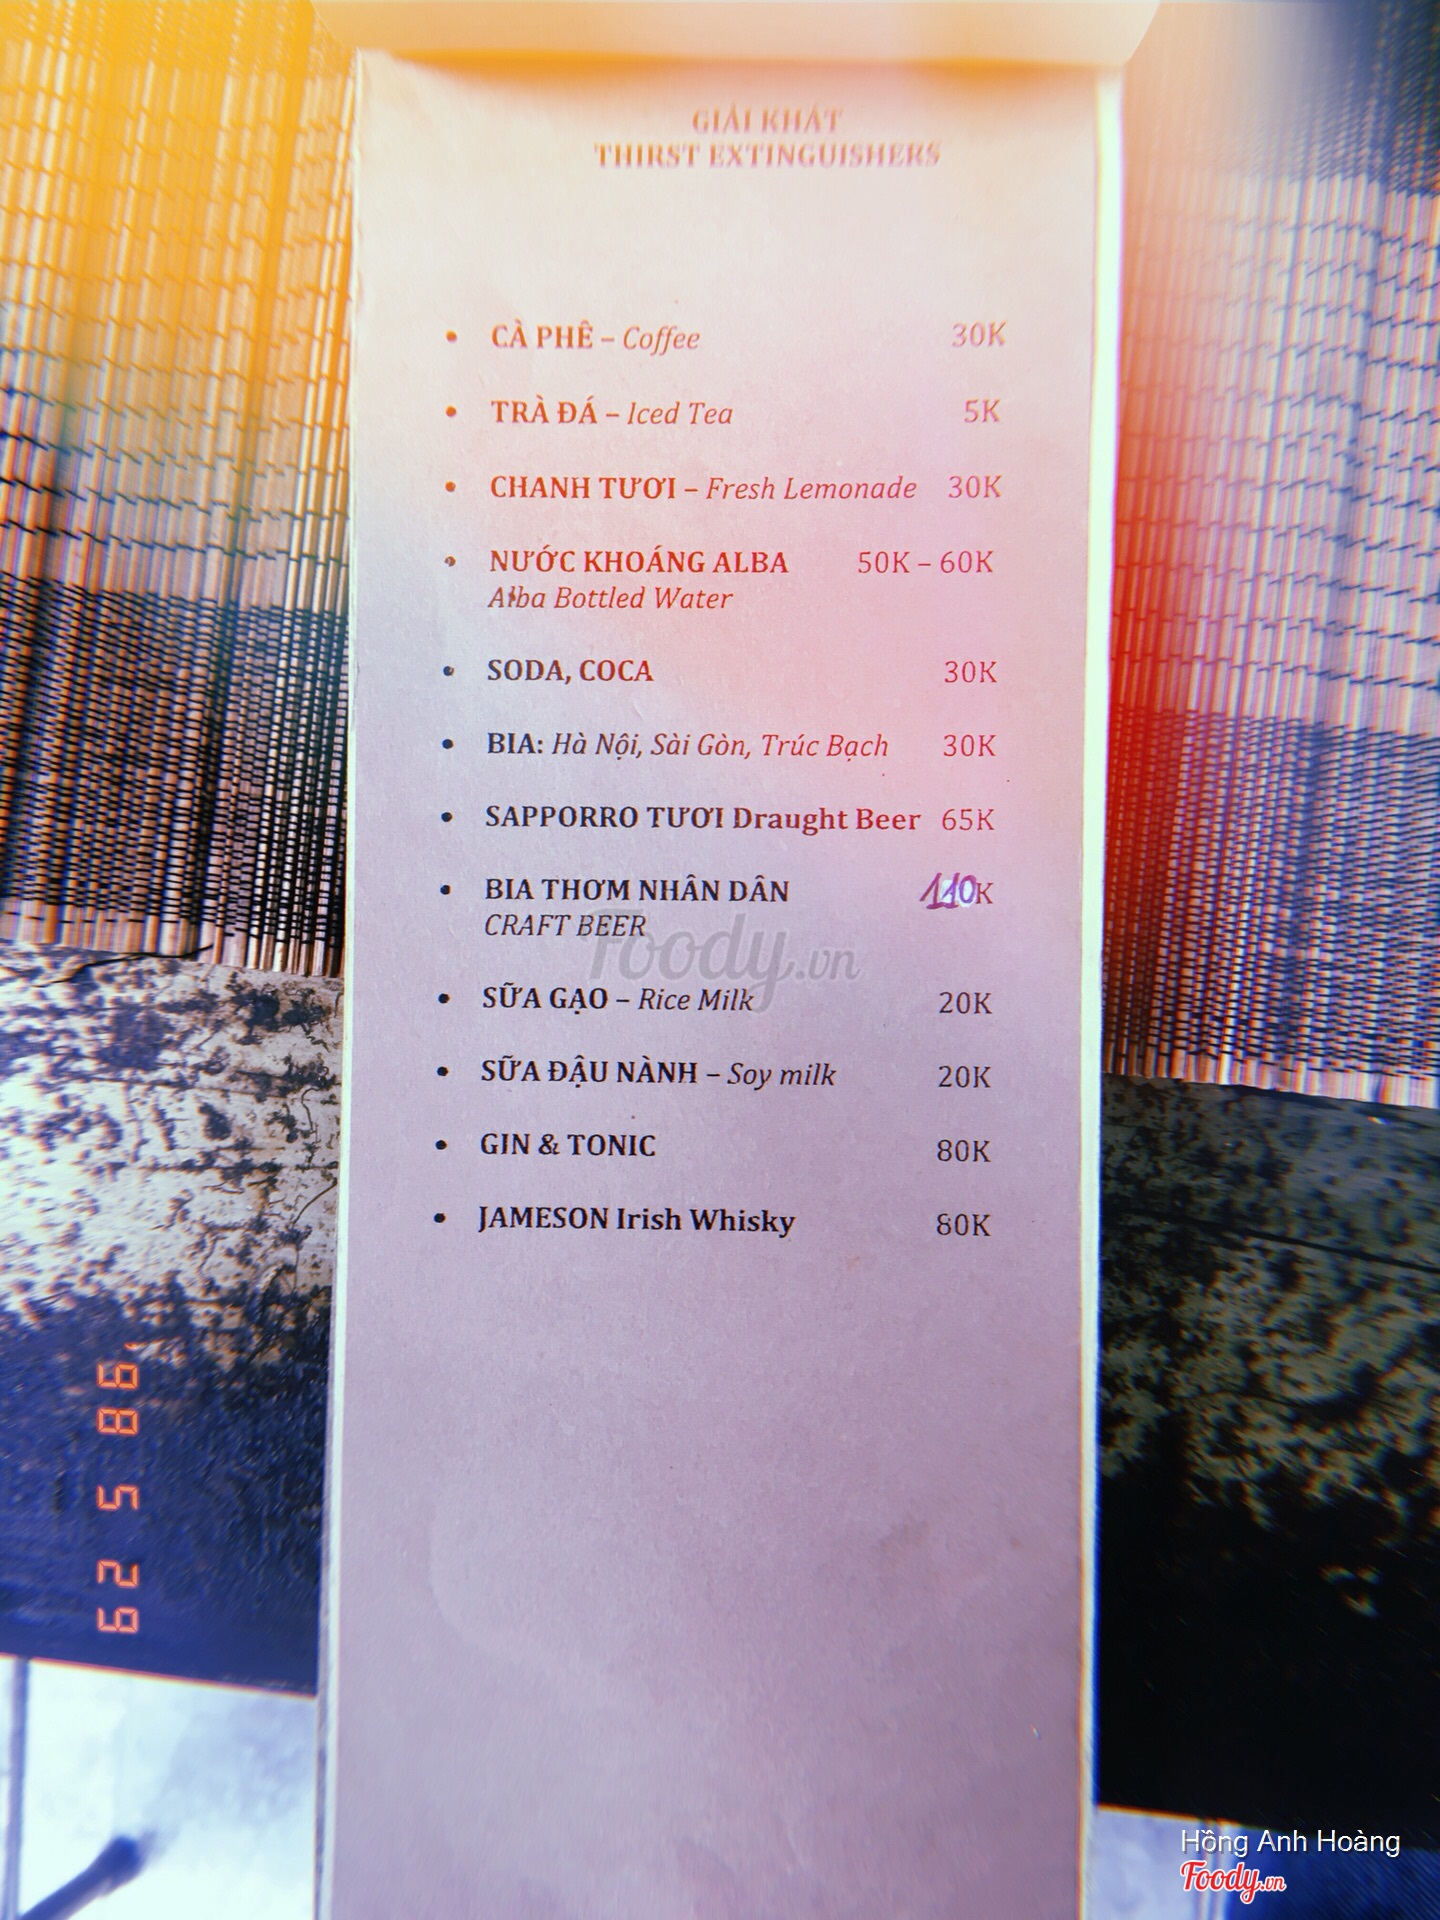 GIẢI KHÁT
THIRST EXTINGUISHERS
• CÀ PHÊ – Coffee 30K
• TRÀ ĐÁ – Iced Tea 5K
• CHANH TƯƠI – Fresh Lemonade 30K
• NƯỚC KHOÁNG ALBA 50K – 60K
Alba Bottled Water
• SODA, COCA 30K
• BIA: Hà Nội, Sài Gòn, Trúc Bạch 30K
• SAPPORRO TƯƠI Draught Beer 65K
• BIA THƠM NHÂN DÂN 110K
CRAFT BEER
Foody.vn
• SỮA GẠO – Rice Milk 20K
• SỮA ĐẬU NÀNH – Soy milk 20K
• GIN & TONIC 80K
• JAMESON Irish Whisky 80K
'98 5 29
Hồng Anh Hoàng
Foody.vn